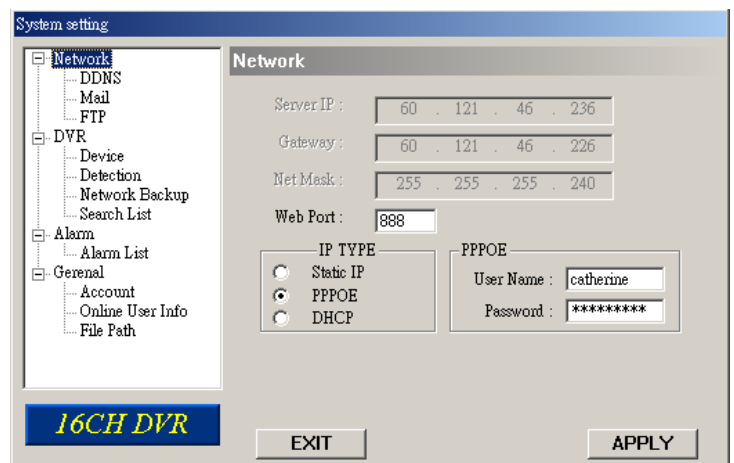 System setting
Network
DDNS
Mail
FTP
DVR
Device
Detection
Network Backup
Search List
Alarm
Alarm List
Gerenal
Account
Online User Info
File Path
16CH DVR
Network
Server IP : 60 . 121 . 46 . 236
Gateway : 60 . 121 . 46 . 226
Net Mask : 255 . 255 . 255 . 240
Web Port : 888
IP TYPE
Static IP
PPPOE
DHCP
PPPOE
User Name : catherine
Password : *********
EXIT
APPLY